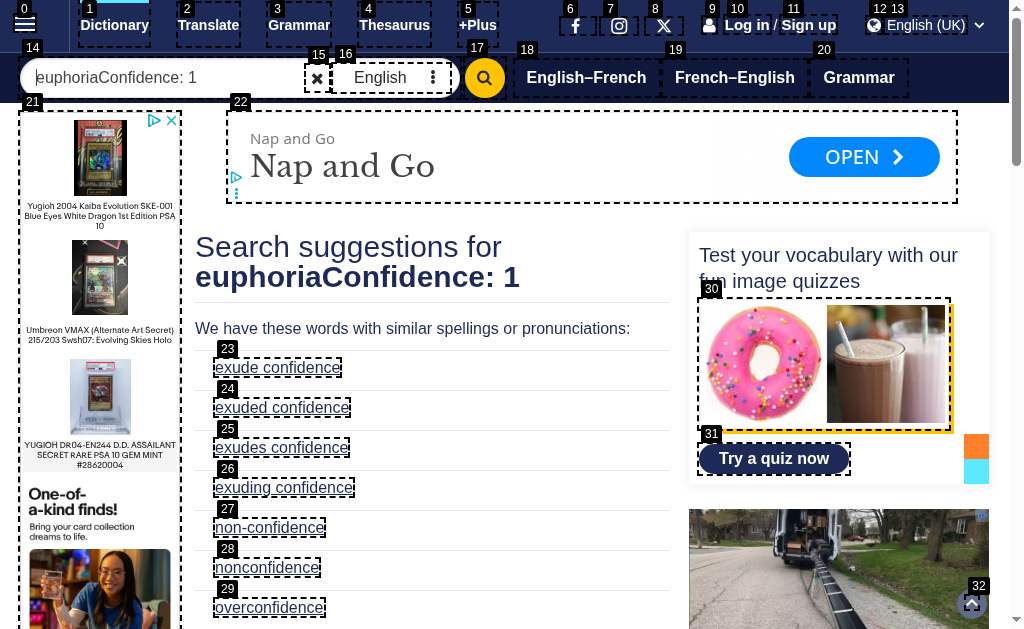 0 1 2 3 4 5 6 7 8 9 10 11 12 13
Dictionary Translate Grammar Thesaurus +Plus Log in / Sign up English (UK)
14 15 16 17 18 19 20
euphoriaConfidence: 1 English English–French French–English Grammar
21 22
Nap and Go
Nap and Go
OPEN
Yugioh 2004 Kaiba Evolution SKE-001
Blue Eyes White Dragon 1st Edition PSA
10
Umbreon VMAX (Alternate Art Secret)
215/203 Swsh07: Evolving Skies Holo
YUGIOH DR04-EN244 D.D. ASSAILANT
SECRET RARE PSA 10 GEM MINT
#28620004
One-of-
a-kind finds!
Bring your card collection
dreams to life.
Search suggestions for
euphoriaConfidence: 1
We have these words with similar spellings or pronunciations:
23
exude confidence
24
exuded confidence
25
exudes confidence
26
exuding confidence
27
non-confidence
28
nonconfidence
29
overconfidence
Test your vocabulary with our
fun image quizzes
30
31
Try a quiz now
32